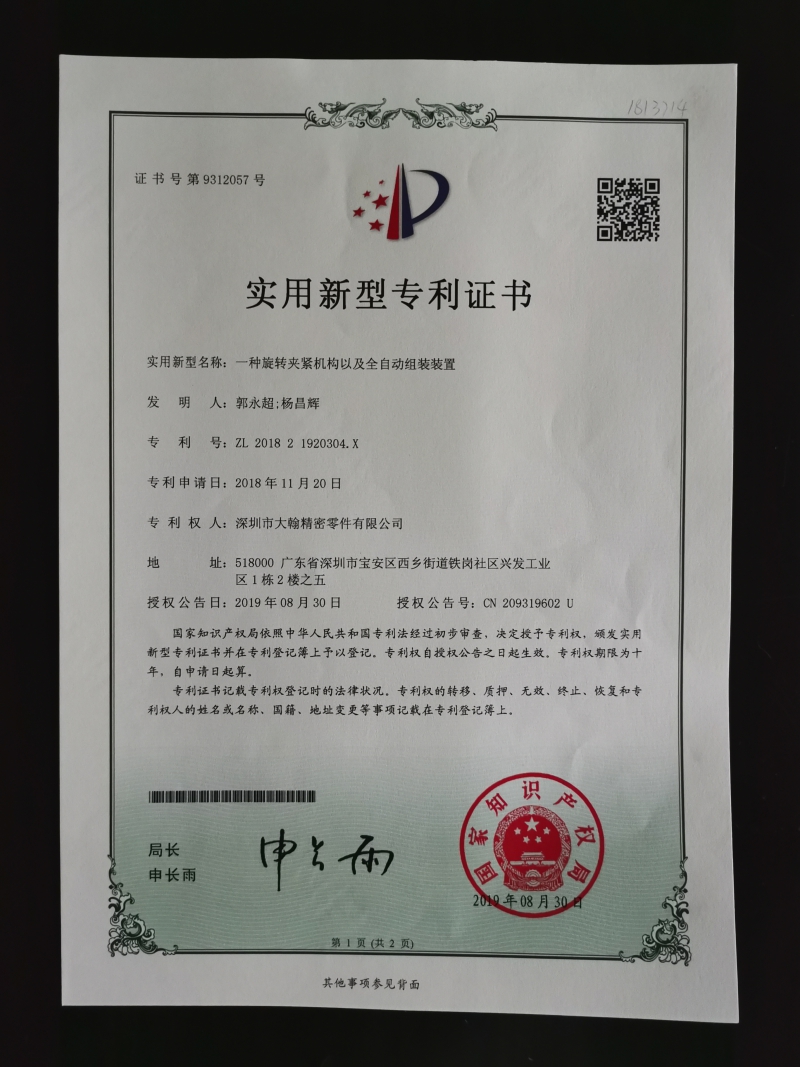 1813714
证书号第9312057号
实用新型专利证书
实用新型名称：一种旋转夹紧机构以及全自动组装装置
发明人：郭永超;杨昌辉
专利号：ZL 2018 2 1920304.X
专利申请日：2018年11月20日
专利权人：深圳市大翰精密零件有限公司
地址：518000 广东省深圳市宝安区西乡街道铁岗社区兴发工业
区1栋2楼之五
授权公告日：2019年08月30日 授权公告号：CN 209319602 U
国家知识产权局依照中华人民共和国专利法经过初步审查，决定授予专利权，颁发实用
新型专利证书并在专利登记簿上予以登记。专利权自授权公告之日起生效。专利权期限为十
年，自申请日起算。
专利证书记载专利权登记时的法律状况。专利权的转移、质押、无效、终止、恢复和专
利权人的姓名或名称、国籍、地址变更等事项记载在专利登记簿上。
局长
申长雨
申长雨
国家知识产权局
2019年08月30日
第 1 页 (共 2 页)
其他事项参见背面